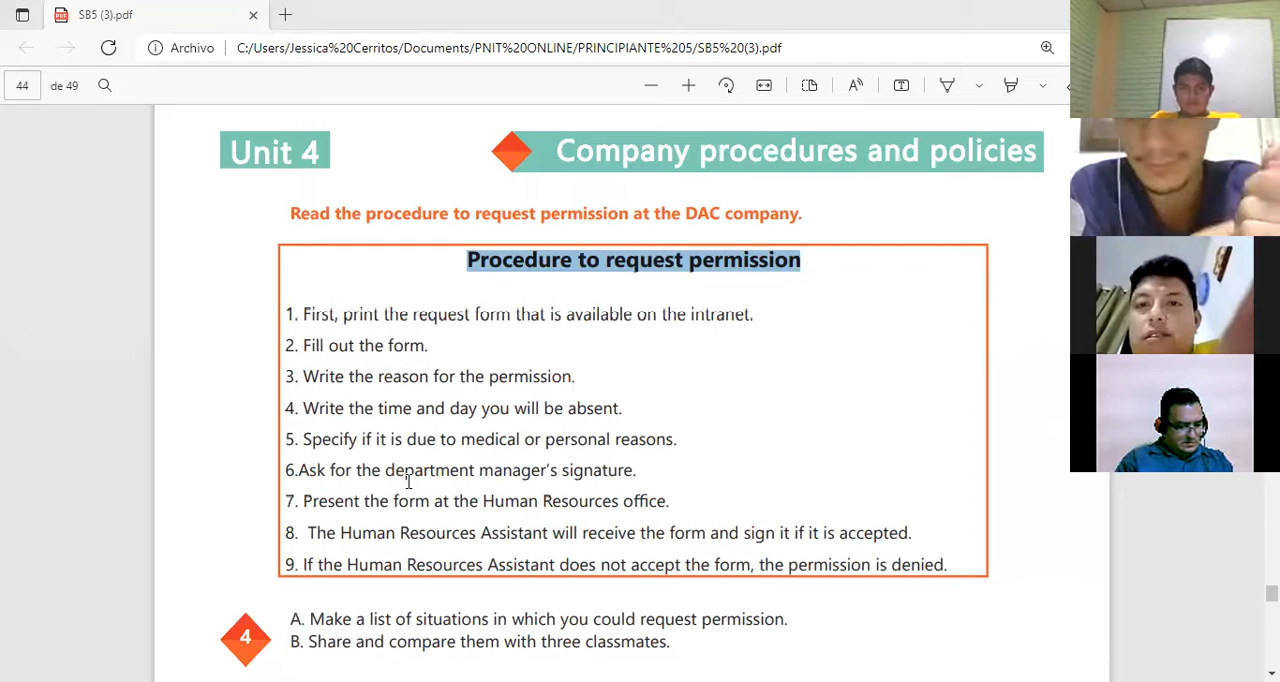 SB5 (3).pdf
Archivo
C:/Users/Jessica%20Cerritos/Documents/PNIT%20ONLINE/PRINCIPIANTE%205/SB5%20(3).pdf
44 de 49
Unit 4
Company procedures and policies
Read the procedure to request permission at the DAC company.
Procedure to request permission
1. First, print the request form that is available on the intranet.
2. Fill out the form.
3. Write the reason for the permission.
4. Write the time and day you will be absent.
5. Specify if it is due to medical or personal reasons.
6.Ask for the department manager's signature.
7. Present the form at the Human Resources office.
8. The Human Resources Assistant will receive the form and sign it if it is accepted.
9. If the Human Resources Assistant does not accept the form, the permission is denied.
4
A. Make a list of situations in which you could request permission.
B. Share and compare them with three classmates.